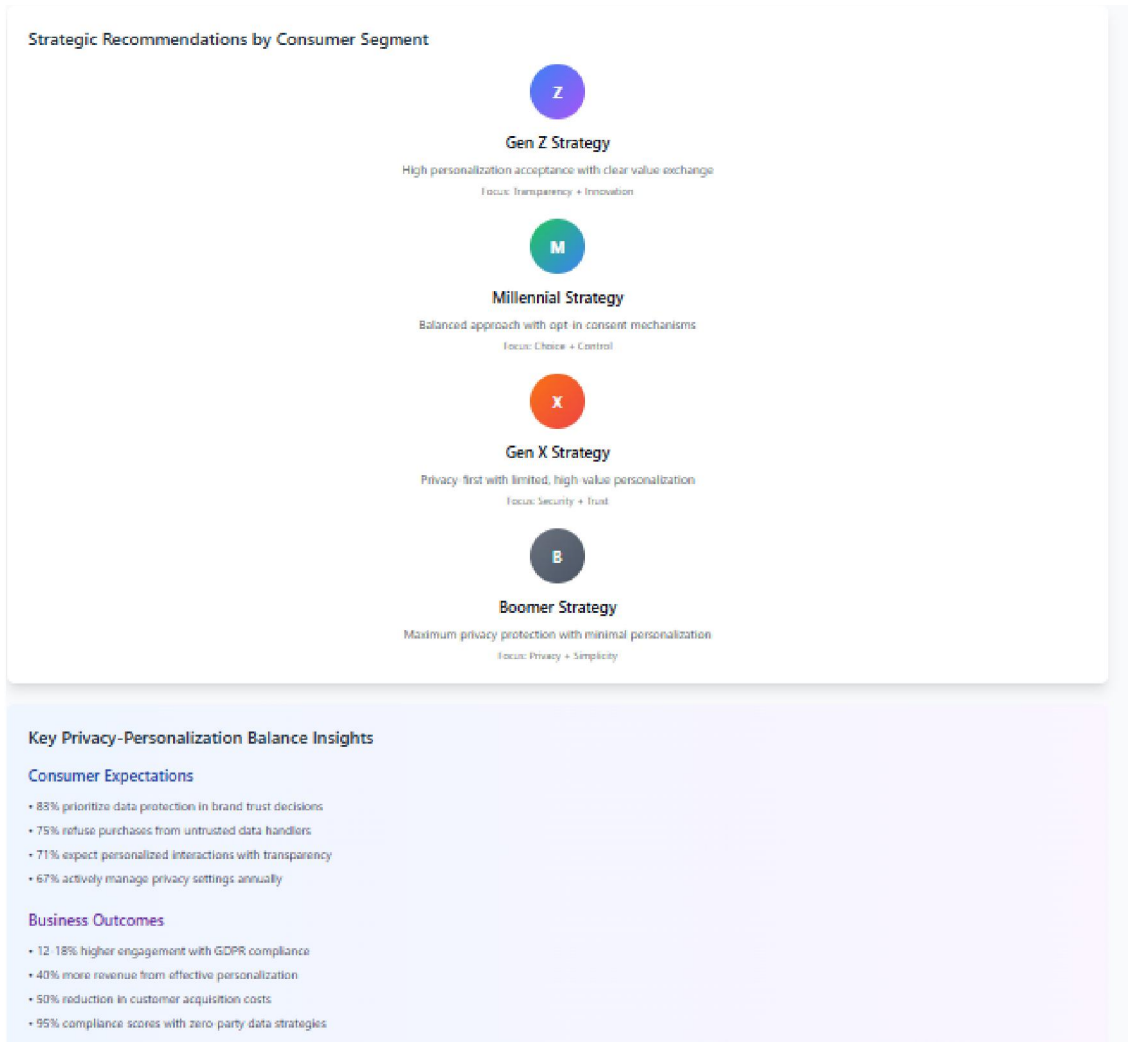 Strategic Recommendations by Consumer Segment
Z
Gen Z Strategy
High personalization acceptance with clear value exchange
Focus: Transparency + Innovation
M
Millennial Strategy
Balanced approach with opt-in consent mechanisms
Focus: Choice + Control
X
Gen X Strategy
Privacy-first with limited, high-value personalization
Focus: Security + Trust
B
Boomer Strategy
Maximum privacy protection with minimal personalization
Focus: Privacy + Simplicity
Key Privacy-Personalization Balance Insights
Consumer Expectations
• 88% prioritize data protection in brand trust decisions
• 75% refuse purchases from untrusted data handlers
• 71% expect personalized interactions with transparency
• 67% actively manage privacy settings annually
Business Outcomes
• 12-18% higher engagement with GDPR compliance
• 40% more revenue from effective personalization
• 50% reduction in customer acquisition costs
• 95% compliance scores with zero-party data strategies